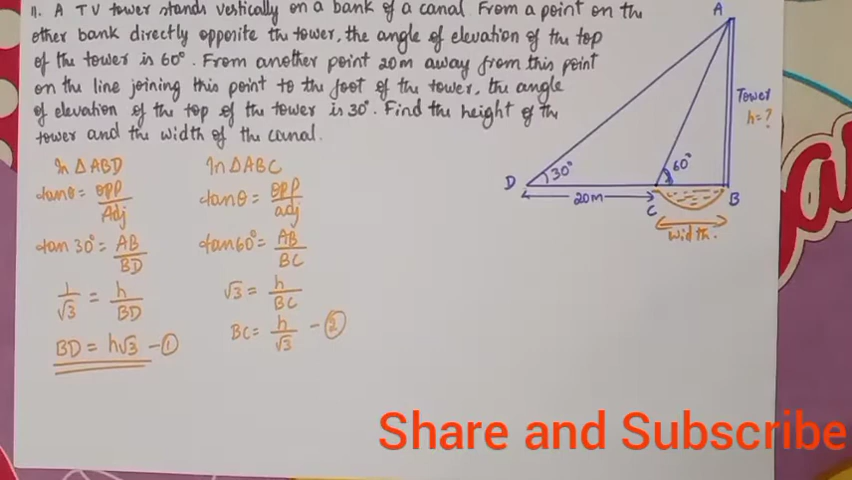 11. A TV tower stands vertically on a bank of a canal. From a point on the
other bank directly opposite the tower, the angle of elevation of the top
of the tower is 60°. From another point 20m away from this point
on the line joining this point to the foot of the tower, the angle
of elevation of the top of the tower is 30°. Find the height of the
tower and the width of the canal.
A
Tower
h=?
30°
60°
D
20m
C
B
width.
In △ABD
tanθ = opp/Adj
tan 30° = AB/BD
1/√3 = h/BD
BD = h√3 - ①
In △ABC
tanθ = opp/adj
tan60° = AB/BC
√3 = h/BC
BC = h/√3 - ②
Share and Subscribe